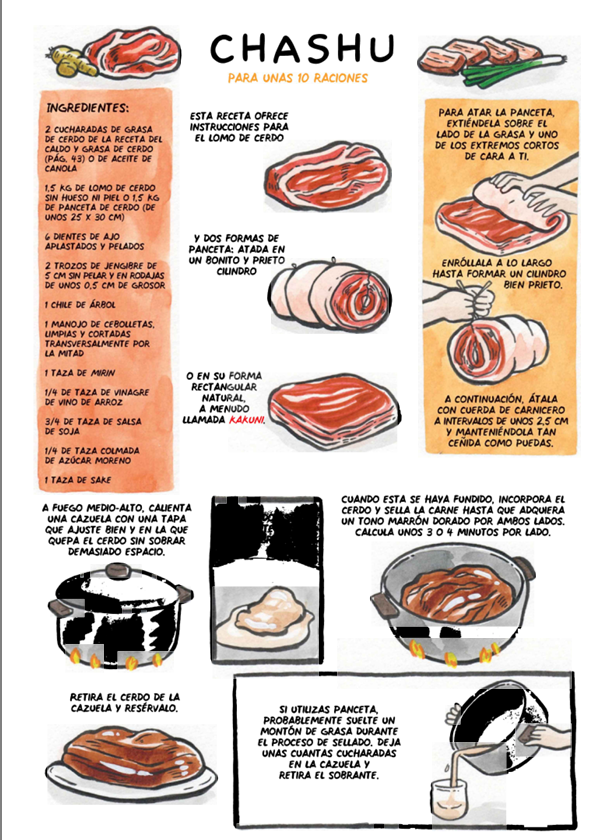 CHASHU
PARA UNAS 10 RACIONES
INGREDIENTES:
2 CUCHARADAS DE GRASA
DE CERDO DE LA RECETA DEL
CALDO Y GRASA DE CERDO
(PÁG. 43) O DE ACEITE DE
CANOLA
1,5 KG DE LOMO DE CERDO
SIN HUESO NI PIEL O 1,5 KG
DE PANCETA DE CERDO (DE
UNOS 25 X 30 CM)
6 DIENTES DE AJO
APLASTADOS Y PELADOS
2 TROZOS DE JENGIBRE DE
5 CM SIN PELAR Y EN RODAJAS
DE UNOS 0,5 CM DE GROSOR
1 CHILE DE ÁRBOL
1 MANOJO DE CEBOLLETAS,
LIMPIAS Y CORTADAS
TRANSVERSALMENTE POR
LA MITAD
1 TAZA DE MIRIN
1/4 DE TAZA DE VINAGRE
DE VINO DE ARROZ
3/4 DE TAZA DE SALSA
DE SOJA
1/4 DE TAZA COLMADA
DE AZÚCAR MORENO
1 TAZA DE SAKE
ESTA RECETA OFRECE
INSTRUCCIONES PARA
EL LOMO DE CERDO
Y DOS FORMAS DE
PANCETA: ATADA EN
UN BONITO Y PRIETO
CILINDRO
O EN SU FORMA
RECTANGULAR
NATURAL,
A MENUDO
LLAMADA KAKUNI.
PARA ATAR LA PANCETA,
EXTIÉNDELA SOBRE EL
LADO DE LA GRASA Y UNO
DE LOS EXTREMOS CORTOS
DE CARA A TI.
ENRÓLLALA A LO LARGO
HASTA FORMAR UN CILINDRO
BIEN PRIETO.
A CONTINUACIÓN, ÁTALA
CON CUERDA DE CARNICERO
A INTERVALOS DE UNOS 2,5 CM
Y MANTENIÉNDOLA TAN
CEÑIDA COMO PUEDAS.
A FUEGO MEDIO-ALTO, CALIENTA
UNA CAZUELA CON UNA TAPA
QUE AJUSTE BIEN Y EN LA QUE
QUEPA EL CERDO SIN SOBRAR
DEMASIADO ESPACIO.
CUANDO ESTA SE HAYA FUNDIDO, INCORPORA EL
CERDO Y SELLA LA CARNE HASTA QUE ADQUIERA
UN TONO MARRÓN DORADO POR AMBOS LADOS.
CALCULA UNOS 3 O 4 MINUTOS POR LADO.
RETIRA EL CERDO DE LA
CAZUELA Y RESÉRVALO.
SI UTILIZAS PANCETA,
PROBABLEMENTE SUELTE UN
MONTÓN DE GRASA DURANTE
EL PROCESO DE SELLADO. DEJA
UNAS CUANTAS CUCHARADAS
EN LA CAZUELA Y
RETIRA EL SOBRANTE.